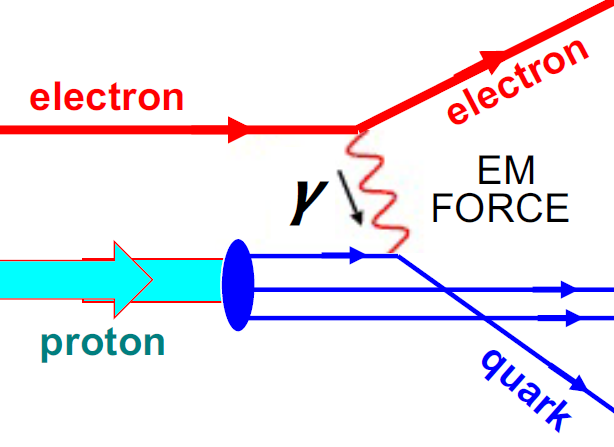 electron
electron
γ
EM
FORCE
proton
quark